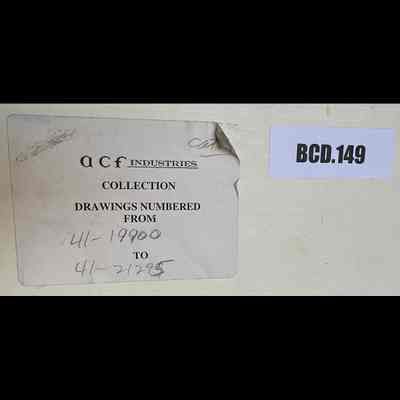 acf INDUSTRIES
COLLECTION
DRAWINGS NUMBERED
FROM
41-19900
TO
41-21295
BCD.149